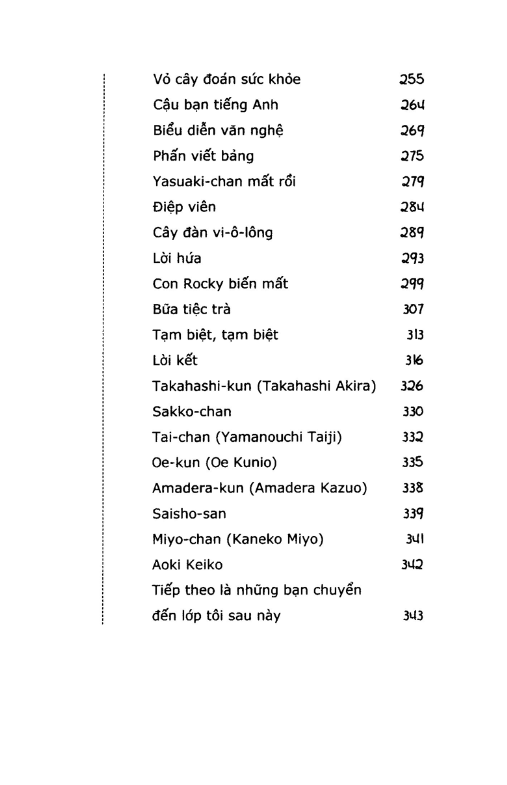 Vỏ cây đoán sức khỏe 255
Cậu bạn tiếng Anh 264
Biểu diễn văn nghệ 269
Phấn viết bảng 275
Yasuaki-chan mất rồi 279
Điệp viên 284
Cây đàn vi-ô-lông 289
Lời hứa 293
Con Rocky biến mất 299
Bữa tiệc trà 307
Tạm biệt, tạm biệt 313
Lời kết 316
Takahashi-kun (Takahashi Akira) 326
Sakko-chan 330
Tai-chan (Yamanouchi Taiji) 332
Oe-kun (Oe Kunio) 335
Amadera-kun (Amadera Kazuo) 338
Saisho-san 339
Miyo-chan (Kaneko Miyo) 341
Aoki Keiko 342
Tiếp theo là những bạn chuyển
đến lớp tôi sau này 343